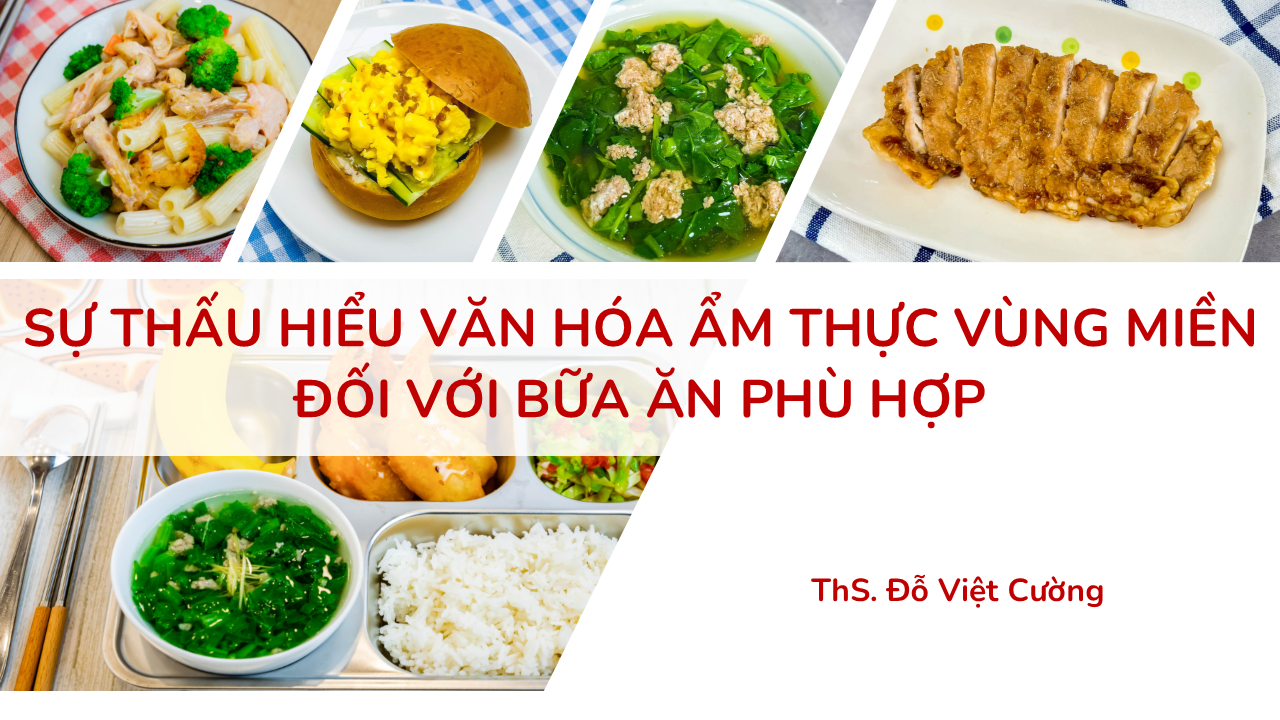 SỰ THẤU HIỂU VĂN HÓA ẨM THỰC VÙNG MIỀN
ĐỐI VỚI BỮA ĂN PHÙ HỢP
ThS. Đỗ Việt Cường